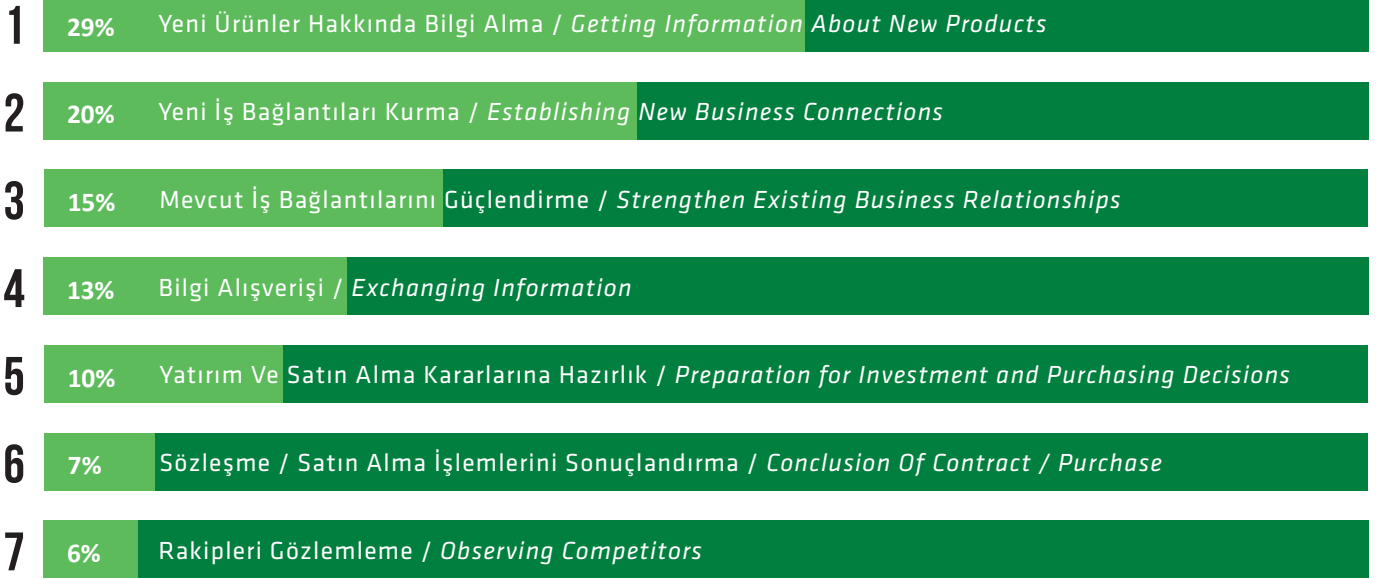 1 29% Yeni Ürünler Hakkında Bilgi Alma / Getting Information About New Products
2 20% Yeni İş Bağlantıları Kurma / Establishing New Business Connections
3 15% Mevcut İş Bağlantılarını Güçlendirme / Strengthen Existing Business Relationships
4 13% Bilgi Alışverişi / Exchanging Information
5 10% Yatırım Ve Satın Alma Kararlarına Hazırlık / Preparation for Investment and Purchasing Decisions
6 7% Sözleşme / Satın Alma İşlemlerini Sonuçlandırma / Conclusion Of Contract / Purchase
7 6% Rakipleri Gözlemleme / Observing Competitors